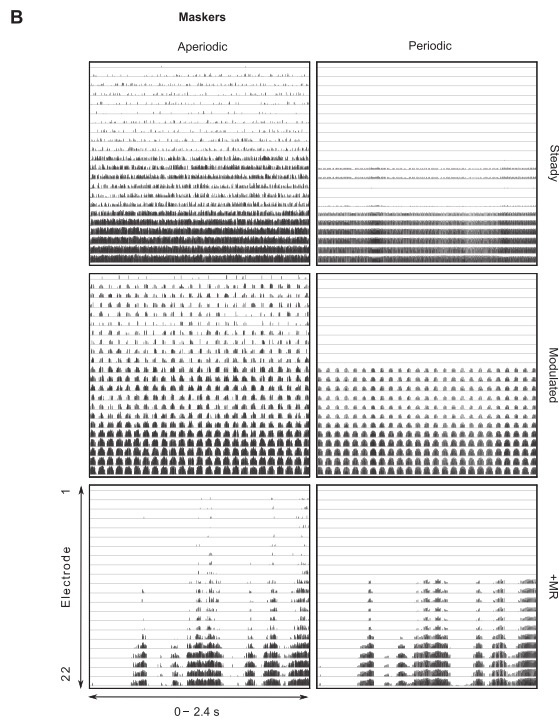 B
Maskers
Aperiodic
Periodic
Steady
Modulated
+MR
1
Electrode
22
0– 2.4 s